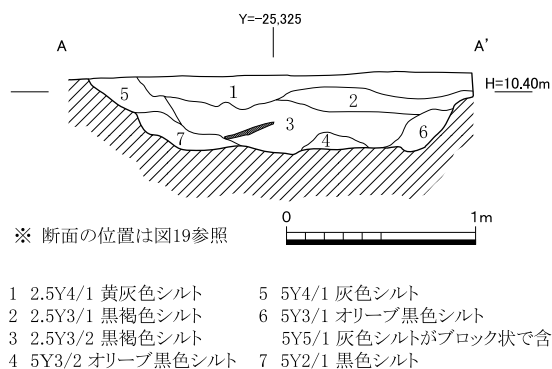 Y=-25,325
A A’
H=10.40m
5 1 2 3 7 4 6
0 1m
※ 断面の位置は図19参照
1 2.5Y4/1 黄灰色シルト
2 2.5Y3/1 黒褐色シルト
3 2.5Y3/2 黒褐色シルト
4 5Y3/2 オリーブ黒色シルト
5 5Y4/1 灰色シルト
6 5Y3/1 オリーブ黒色シルト
5Y5/1 灰色シルトがブロック状で含
7 5Y2/1 黒色シルト